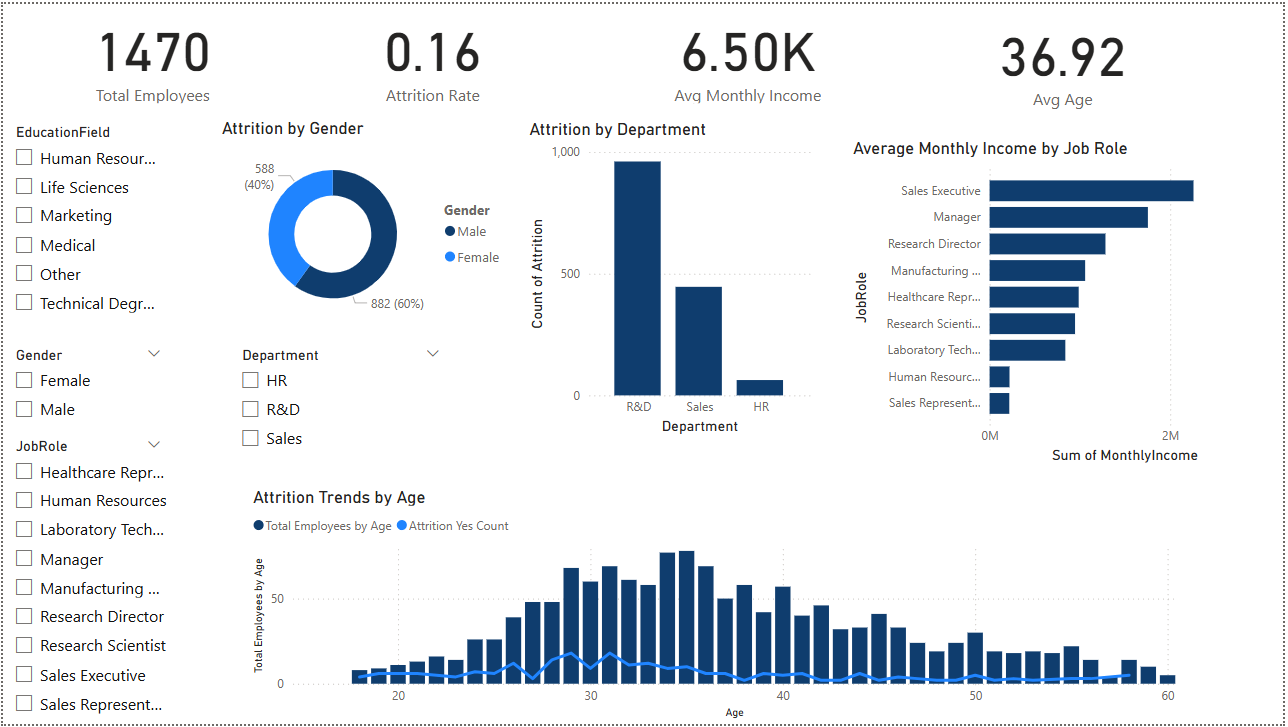 1470
Total Employees
0.16
Attrition Rate
6.50K
Avg Monthly Income
36.92
Avg Age
EducationField
Human Resour...
Life Sciences
Marketing
Medical
Other
Technical Degr...
Attrition by Gender
588
(40%)
882 (60%)
Gender
Male
Female
Attrition by Department
Count of Attrition
1,000
500
0
R&D
Sales
HR
Department
Average Monthly Income by Job Role
JobRole
Sales Executive
Manager
Research Director
Manufacturing ...
Healthcare Repr...
Research Scienti...
Laboratory Tech...
Human Resourc...
Sales Represent...
0M
2M
Sum of MonthlyIncome
Gender
Female
Male
Department
HR
R&D
Sales
JobRole
Healthcare Repr...
Human Resources
Laboratory Tech...
Manager
Manufacturing ...
Research Director
Research Scientist
Sales Executive
Sales Represent...
Attrition Trends by Age
Total Employees by Age
Attrition Yes Count
Total Employees by Age
50
0
20
30
40
50
60
Age